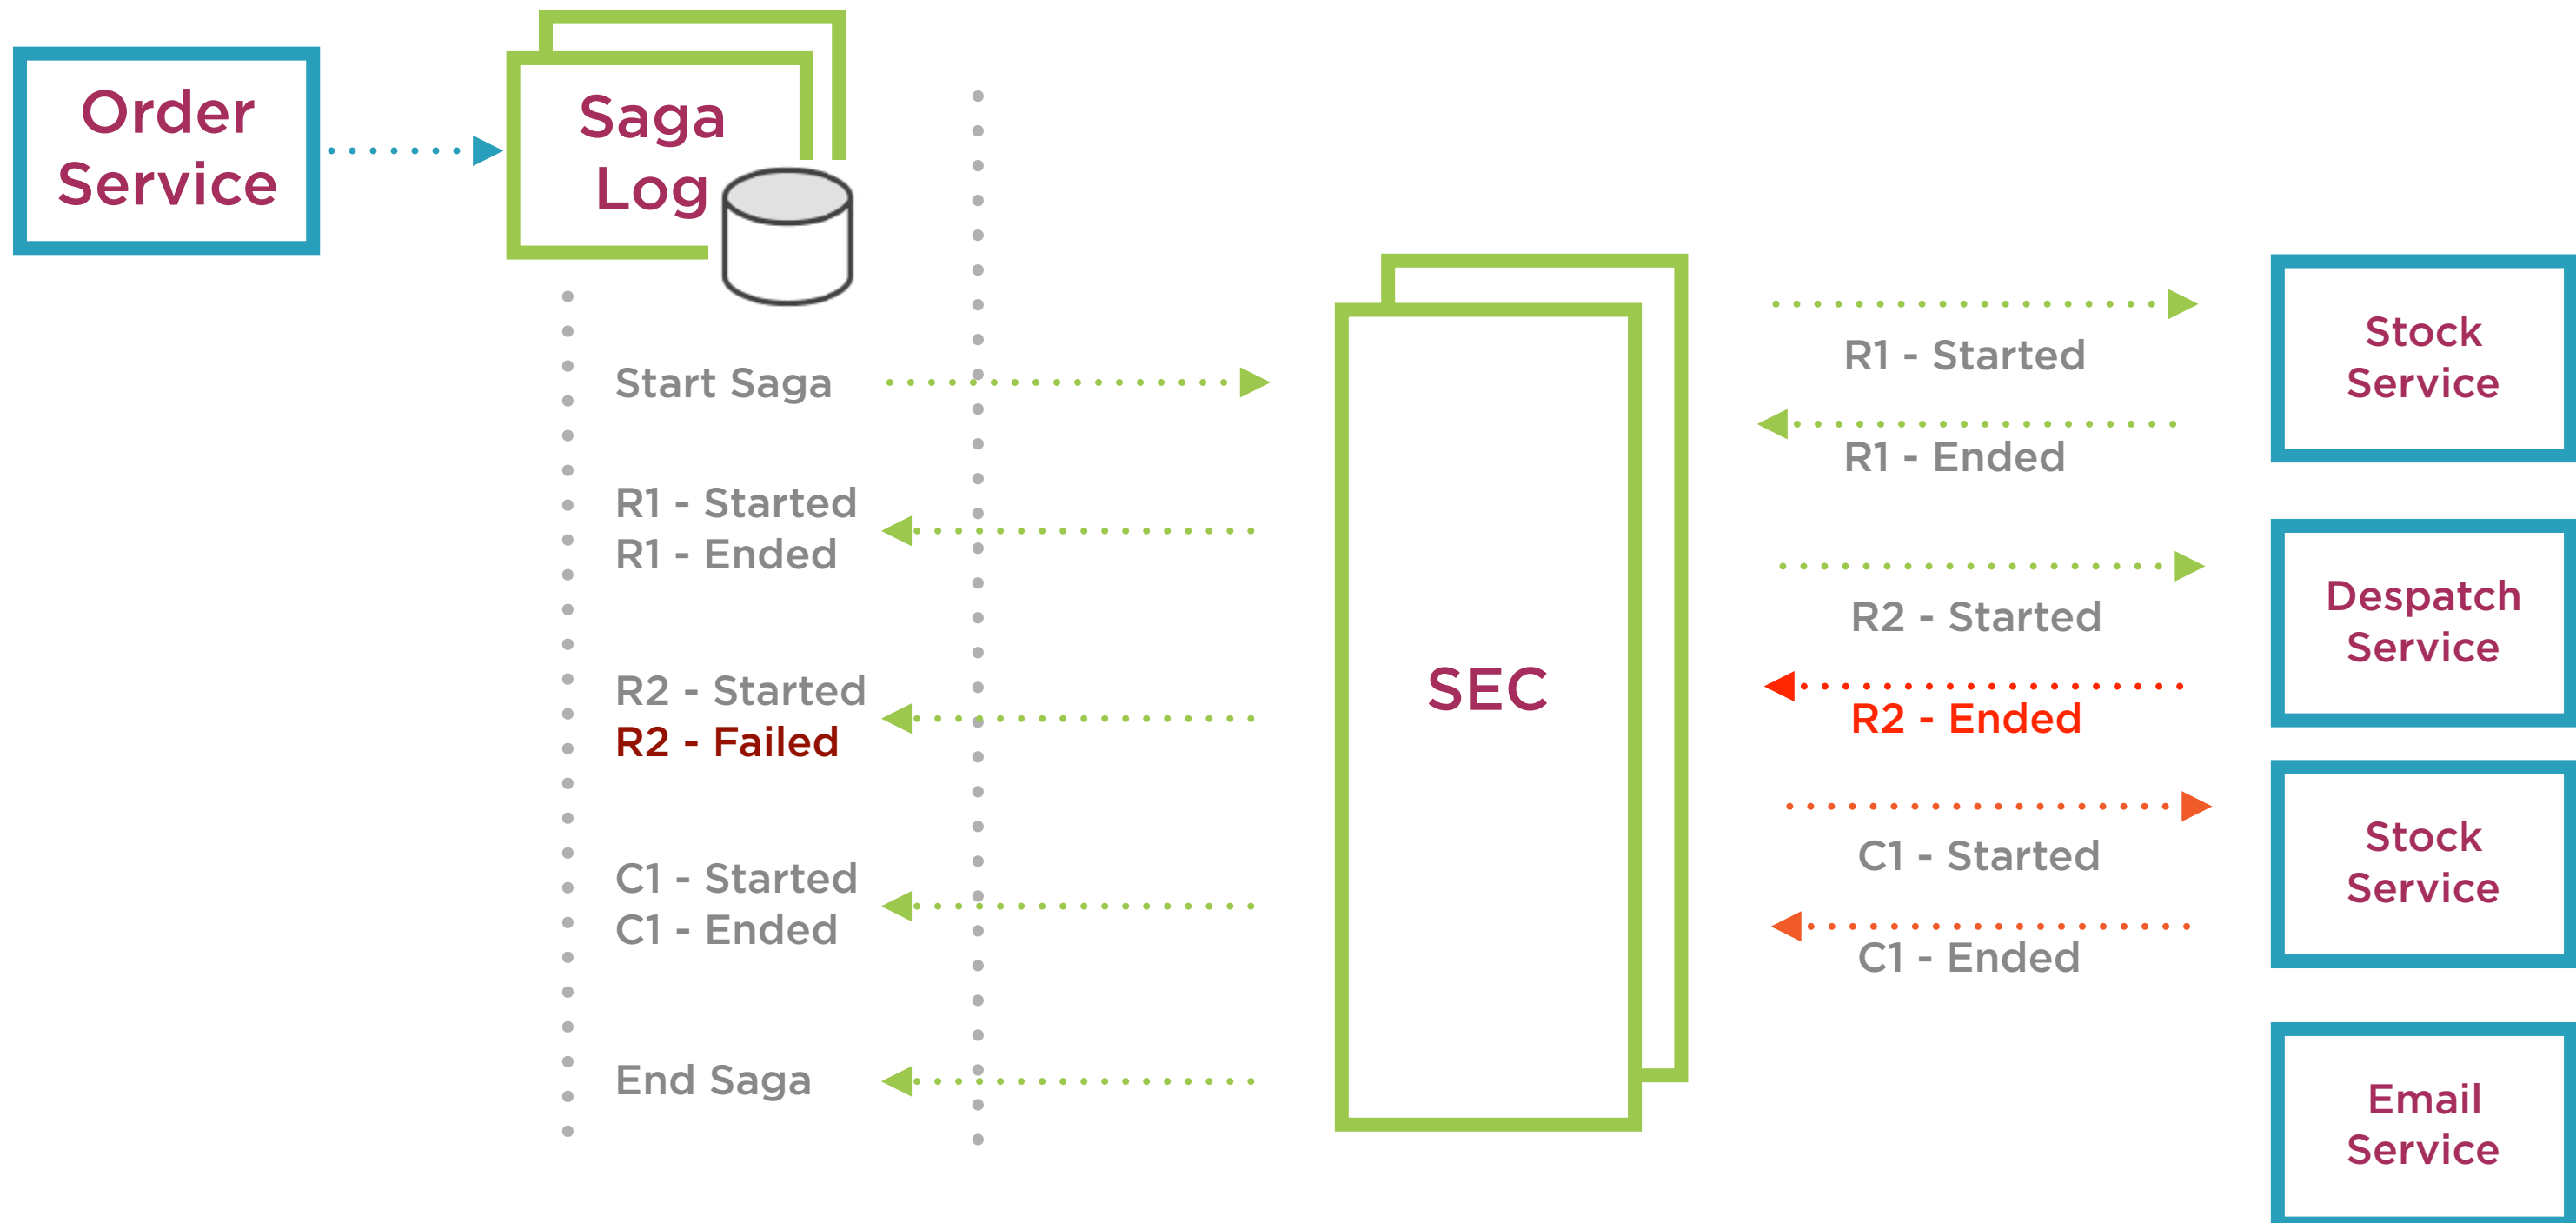 Order
Service
Saga
Log
Start Saga
R1 - Started
R1 - Ended
R2 - Started
R2 - Failed
C1 - Started
C1 - Ended
End Saga
SEC
R1 - Started
R1 - Ended
R2 - Started
R2 - Ended
C1 - Started
C1 - Ended
Stock
Service
Despatch
Service
Stock
Service
Email
Service